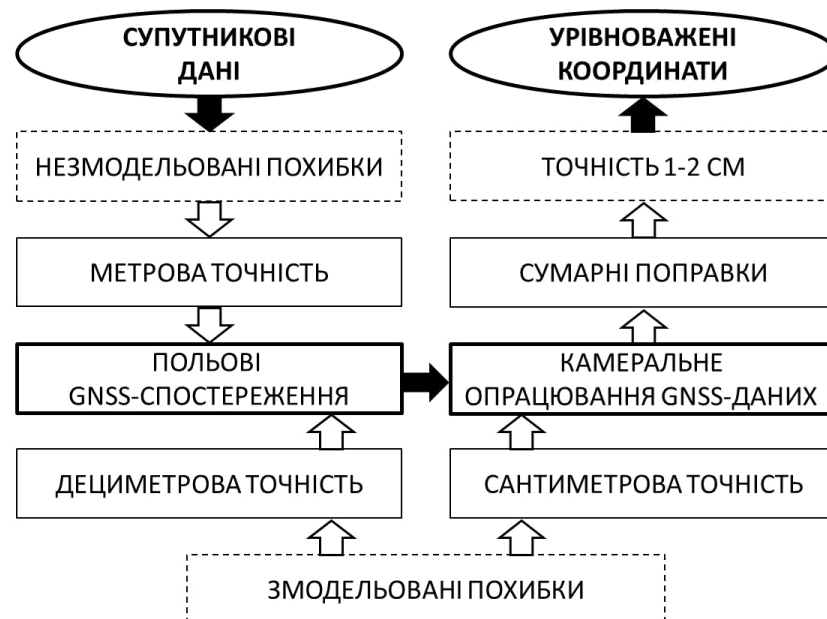 СУПУТНИКОВІ
ДАНІ
НЕЗМОДЕЛЬОВАНІ ПОХИБКИ
МЕТРОВА ТОЧНІСТЬ
ПОЛЬОВІ
GNSS-СПОСТЕРЕЖЕННЯ
ДЕЦИМЕТРОВА ТОЧНІСТЬ
УРІВНОВАЖЕНІ
КООРДИНАТИ
ТОЧНІСТЬ 1-2 СМ
СУМАРНІ ПОПРАВКИ
КАМЕРАЛЬНЕ
ОПРАЦЮВАННЯ GNSS-ДАНИХ
САНТИМЕТРОВА ТОЧНІСТЬ
ЗМОДЕЛЬОВАНІ ПОХИБКИ